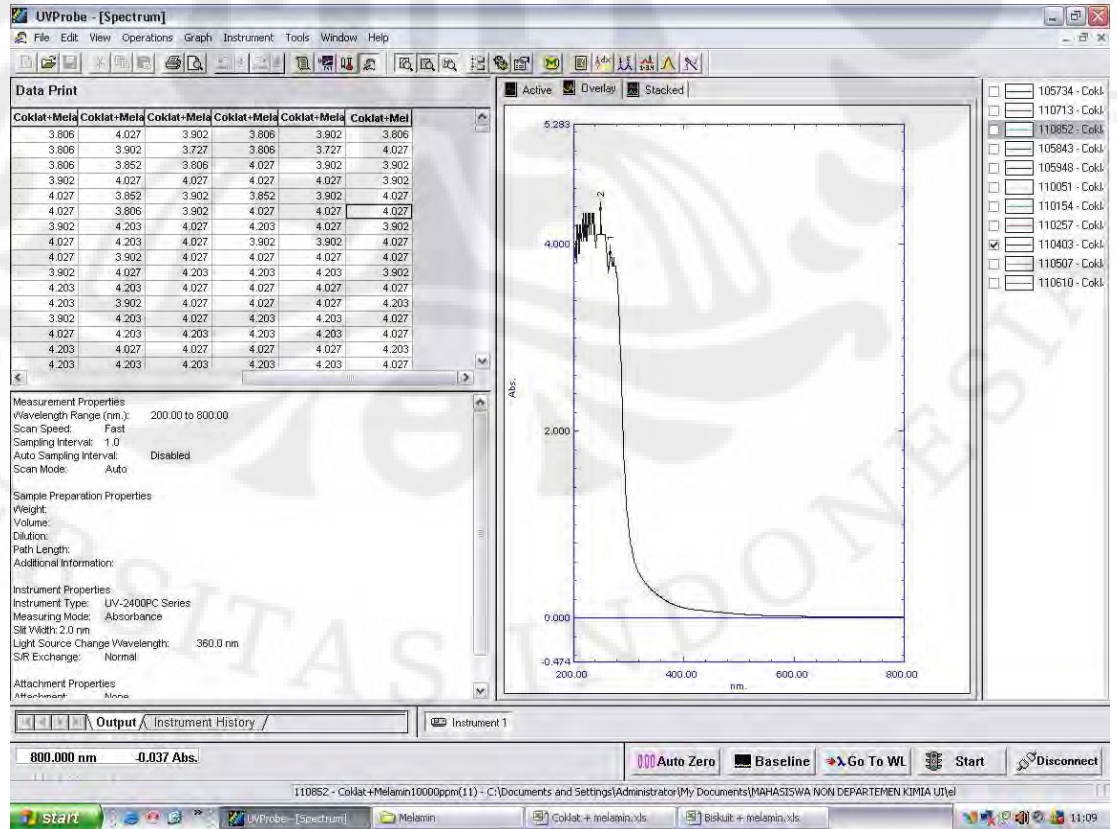 UVProbe - [Spectrum]
File Edit View Operations Graph Instrument Tools Window Help
Data Print
Active Overlay Stacked
Coklat+Mela Coklat+Mela Coklat+Mela Coklat+Mela Coklat+Mela Coklat+Mel
3.806 4.027 3.902 3.806 3.902 3.806
3.806 3.902 3.727 3.806 3.727 4.027
3.806 3.852 3.806 4.027 3.902 3.902
3.902 4.027 4.027 4.027 4.027 3.902
4.027 3.852 3.902 3.852 3.902 4.027
4.027 3.806 3.902 4.027 4.027 4.027
3.902 4.027 4.203 4.027 4.203 3.902
4.027 4.203 4.027 3.902 3.902 4.027
4.027 3.902 4.027 4.027 4.027 4.027
3.902 4.027 4.203 4.203 4.203 3.902
4.203 4.203 4.027 4.027 4.203 4.027
4.203 3.902 4.027 4.027 4.027 4.203
3.902 4.203 4.203 4.203 4.203 4.027
4.027 4.203 4.203 4.203 4.203 4.027
4.203 4.027 4.027 4.027 4.027 4.203
4.203 4.203 4.203 4.203 4.203 4.027
Measurement Properties
Wavelength Range (nm.): 200.00 to 800.00
Scan Speed: Fast
Sampling Interval: 1.0
Auto Sampling Interval: Disabled
Scan Mode: Auto
Sample Preparation Properties
Weight:
Volume:
Dilution:
Path Length:
Additional Information:
Instrument Properties
Instrument Type: UV-2400PC Series
Measuring Mode: Absorbance
Slit Width: 2.0 nm
Light Source Change Wavelength: 360.0 nm
S/R Exchange: Normal
Attachment Properties
Attachment: None
5.283
4.000
2.000
0.000
-0.474
Abs.
2
1
200.00 400.00 600.00 800.00
nm.
105734 - Cokl
110713 - Cokl
110852 - Cokl
105843 - Cokl
105948 - Cokl
110051 - Cokl
110154 - Cokl
110257 - Cokl
110403 - Cokl
110507 - Cokl
110610 - Cokl
Output Instrument History
Instrument 1
800.000 nm -0.037 Abs.
Auto Zero Baseline Go To WL Start Disconnect
110852 - Coklat+Melamin10000ppm(11) - C:\Documents and Settings\Administrator\My Documents\MAHASISWA NON DEPARTEMEN KIMIA UI\el
start UVProbe - [Spectrum] Melamin Coklat + melamin.xls Biskuit + melamin.xls 11:09
UNIVERSITAS INDONESIA